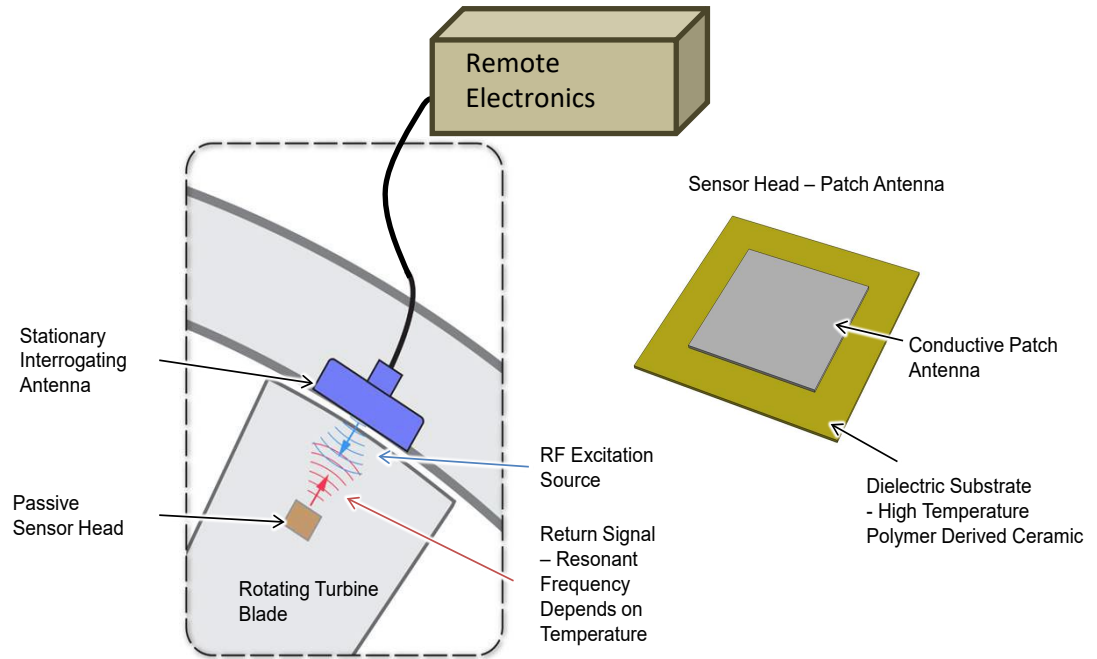 Remote
Electronics
Sensor Head – Patch Antenna
Stationary
Interrogating
Antenna
Conductive Patch
Antenna
RF Excitation
Source
Passive
Sensor Head
Dielectric Substrate
- High Temperature
Polymer Derived Ceramic
Return Signal
– Resonant
Frequency
Depends on
Temperature
Rotating Turbine
Blade